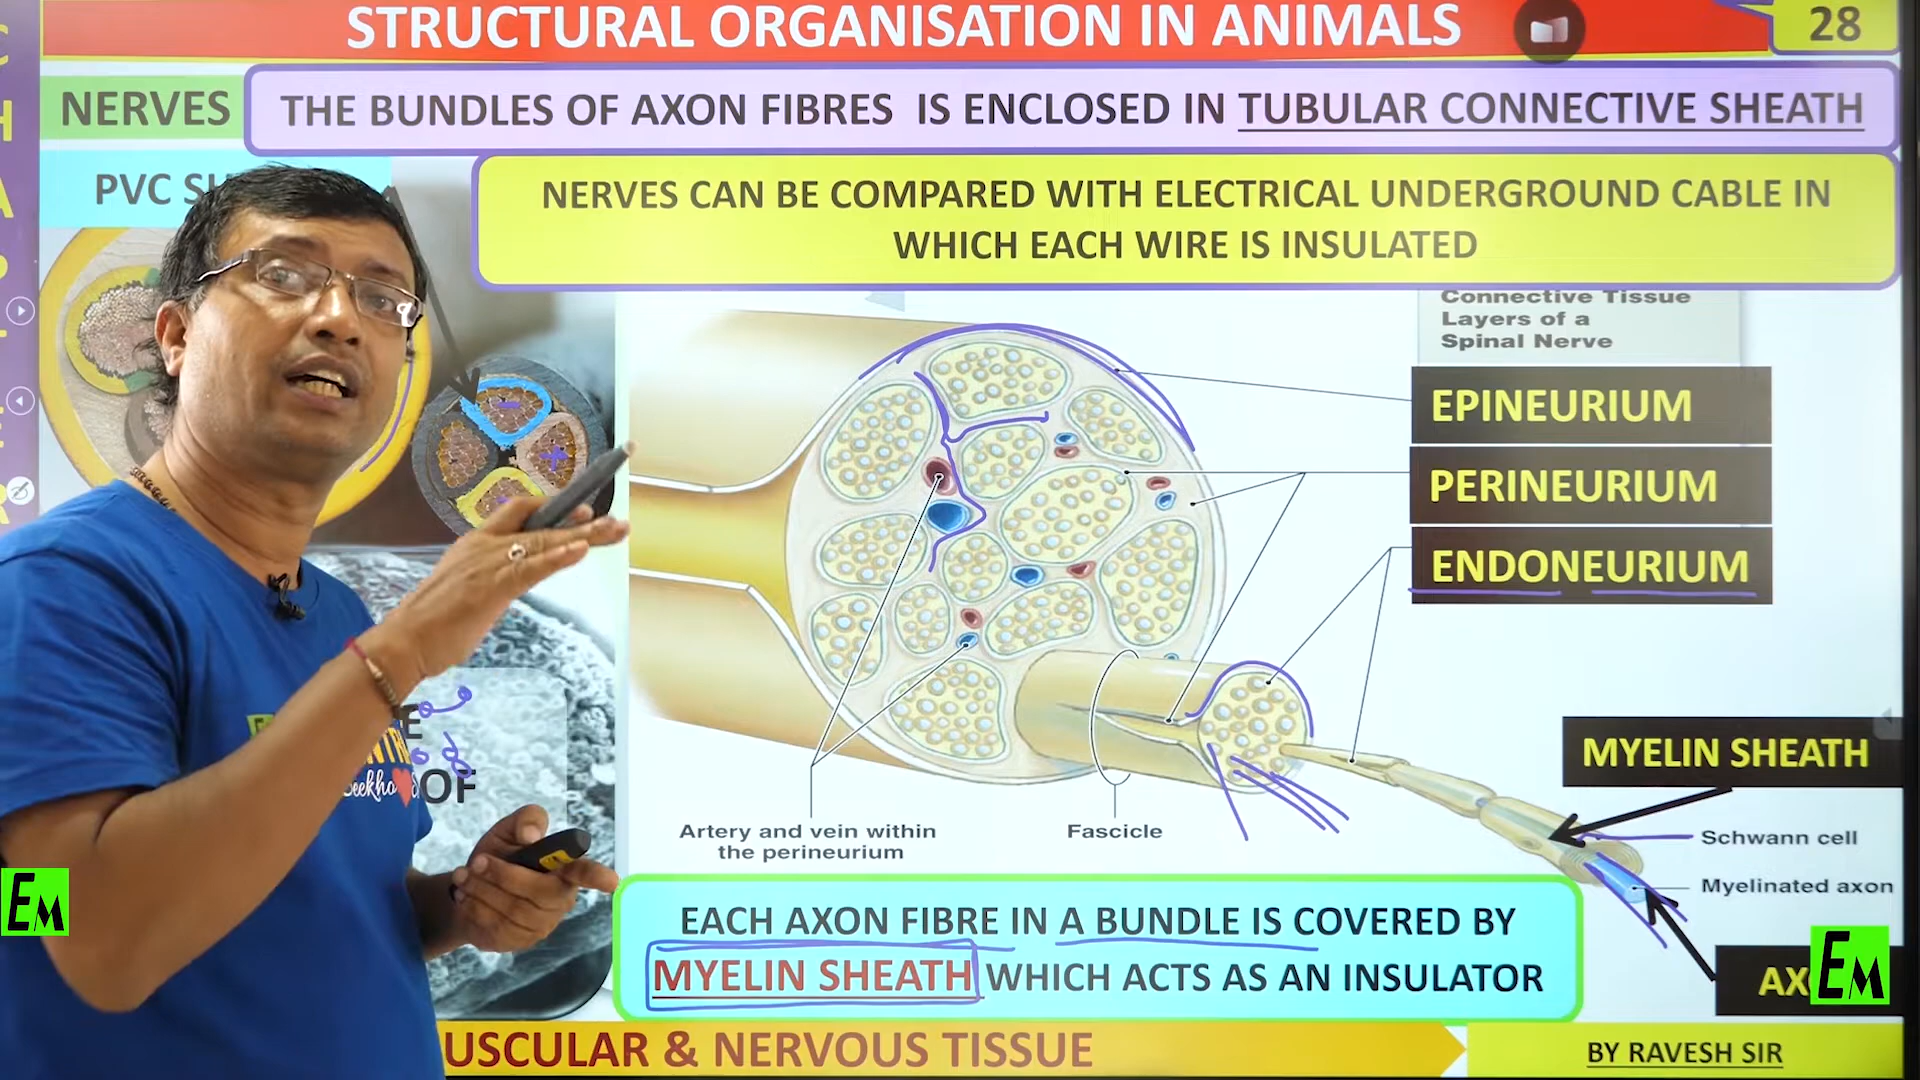 STRUCTURAL ORGANISATION IN ANIMALS
28
NERVES
THE BUNDLES OF AXON FIBRES IS ENCLOSED IN TUBULAR CONNECTIVE SHEATH
PVC
NERVES CAN BE COMPARED WITH ELECTRICAL UNDERGROUND CABLE IN
WHICH EACH WIRE IS INSULATED
Connective Tissue
Layers of a
Spinal Nerve
EPINEURIUM
PERINEURIUM
ENDONEURIUM
MYELIN SHEATH
Schwann cell
Myelinated axon
Artery and vein within
the perineurium
Fascicle
OF
EACH AXON FIBRE IN A BUNDLE IS COVERED BY
MYELIN SHEATH WHICH ACTS AS AN INSULATOR
Em
Em
USCULAR & NERVOUS TISSUE
BY RAVESH SIR